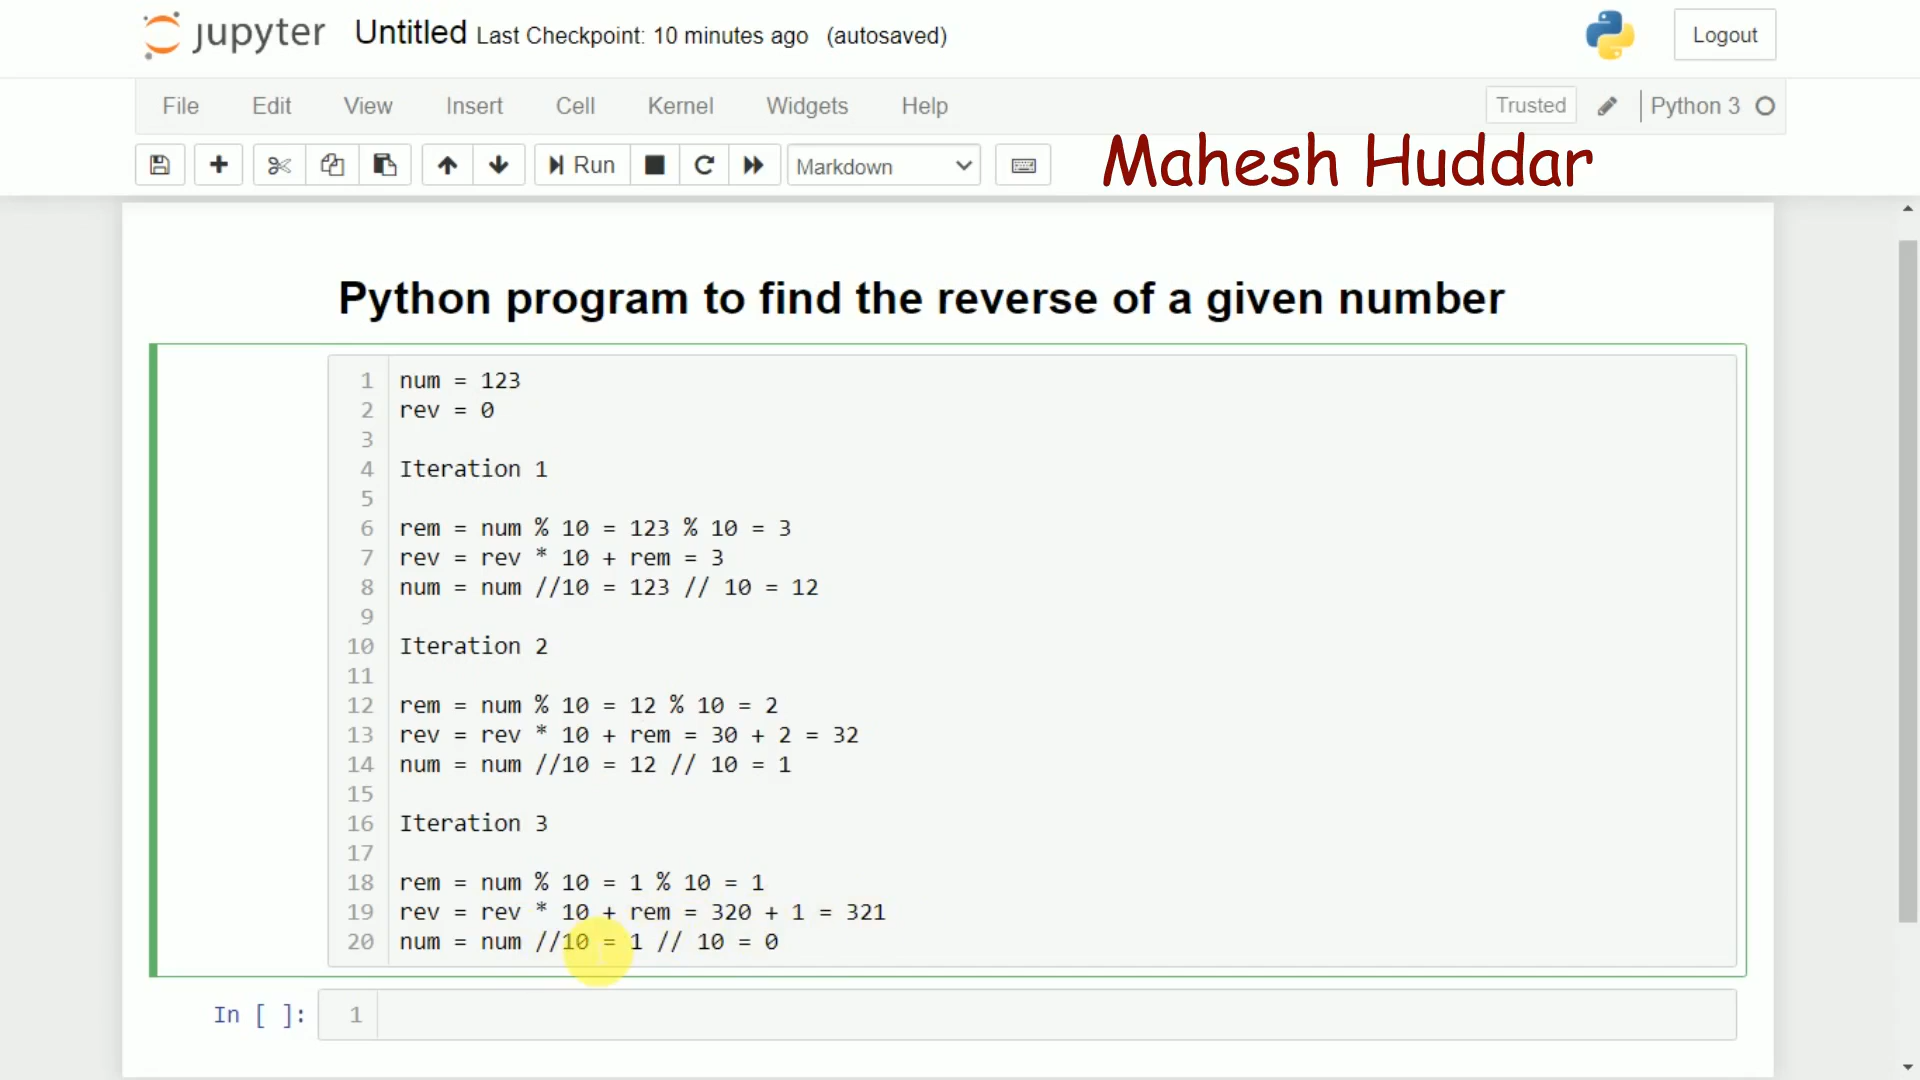 jupyter Untitled Last Checkpoint: 10 minutes ago (autosaved) Logout
File Edit View Insert Cell Kernel Widgets Help Trusted Python 3
Run Markdown Mahesh Huddar
Python program to find the reverse of a given number
1 num = 123
2 rev = 0
3
4 Iteration 1
5
6 rem = num % 10 = 123 % 10 = 3
7 rev = rev * 10 + rem = 3
8 num = num //10 = 123 // 10 = 12
9
10 Iteration 2
11
12 rem = num % 10 = 12 % 10 = 2
13 rev = rev * 10 + rem = 30 + 2 = 32
14 num = num //10 = 12 // 10 = 1
15
16 Iteration 3
17
18 rem = num % 10 = 1 % 10 = 1
19 rev = rev * 10 + rem = 320 + 1 = 321
20 num = num //10 = 1 // 10 = 0
In [ ]: 1